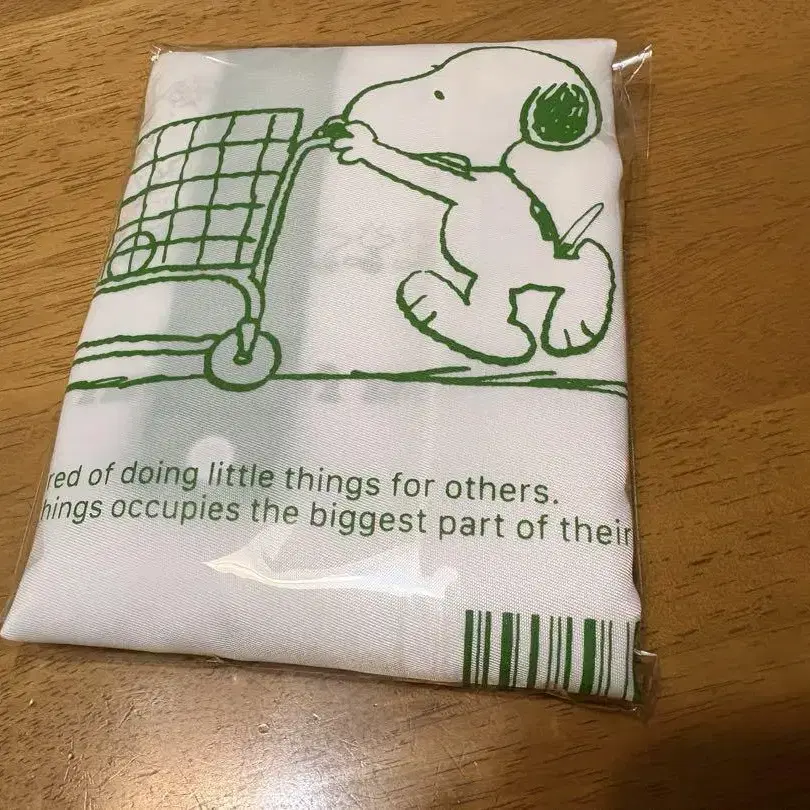 red of doing little things for others.
hings occupies the biggest part of their